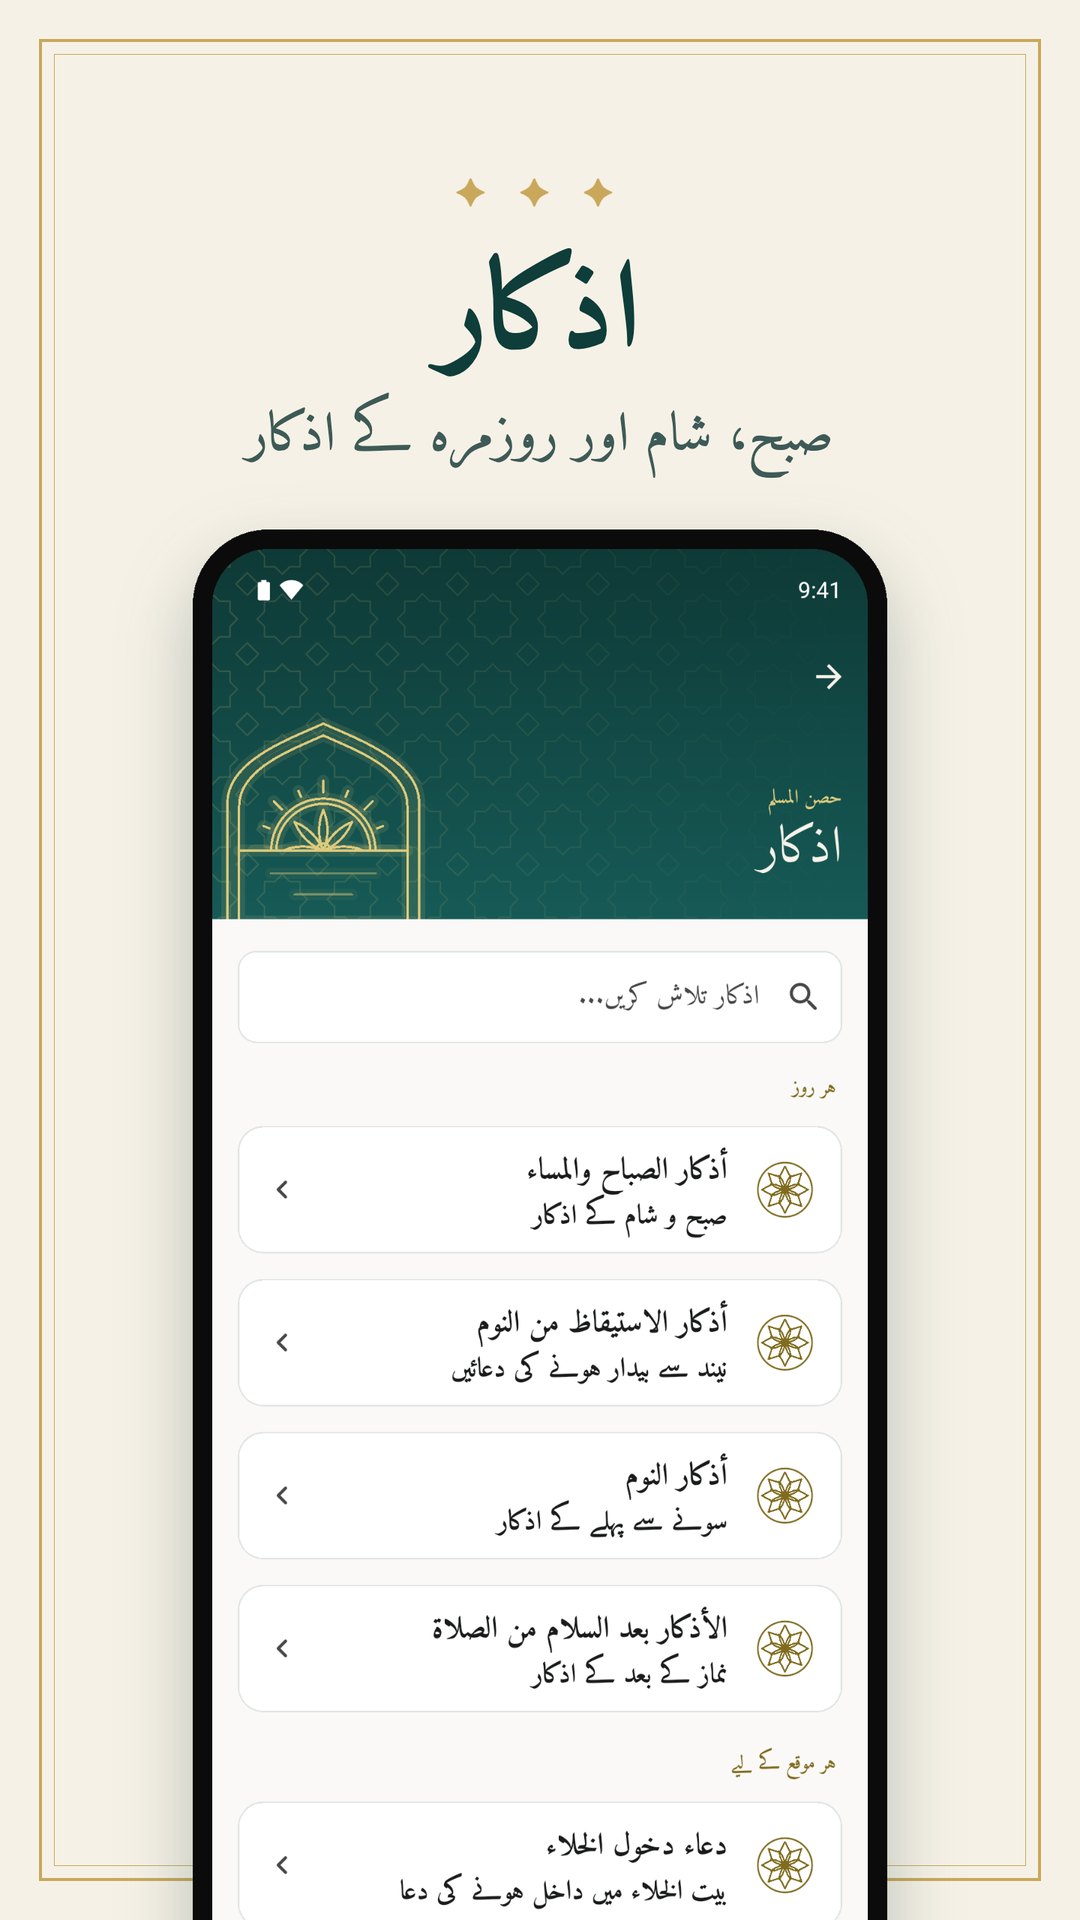 اذکار
صبح، شام اور روزمرہ کے اذکار
9:41
حصن المسلم
اذکار
اذکار تلاش کریں...
ہر روز
أذكار الصباح والمساء
صبح و شام کے اذکار
أذكار الاستيقاظ من النوم
نیند سے بیدار ہونے کی دعائیں
أذكار النوم
سونے سے پہلے کے اذکار
الأذكار بعد السلام من الصلاة
نماز کے بعد کے اذکار
ہر موقع کے لیے
دعاء دخول الخلاء
بیت الخلاء میں داخل ہونے کی دعا